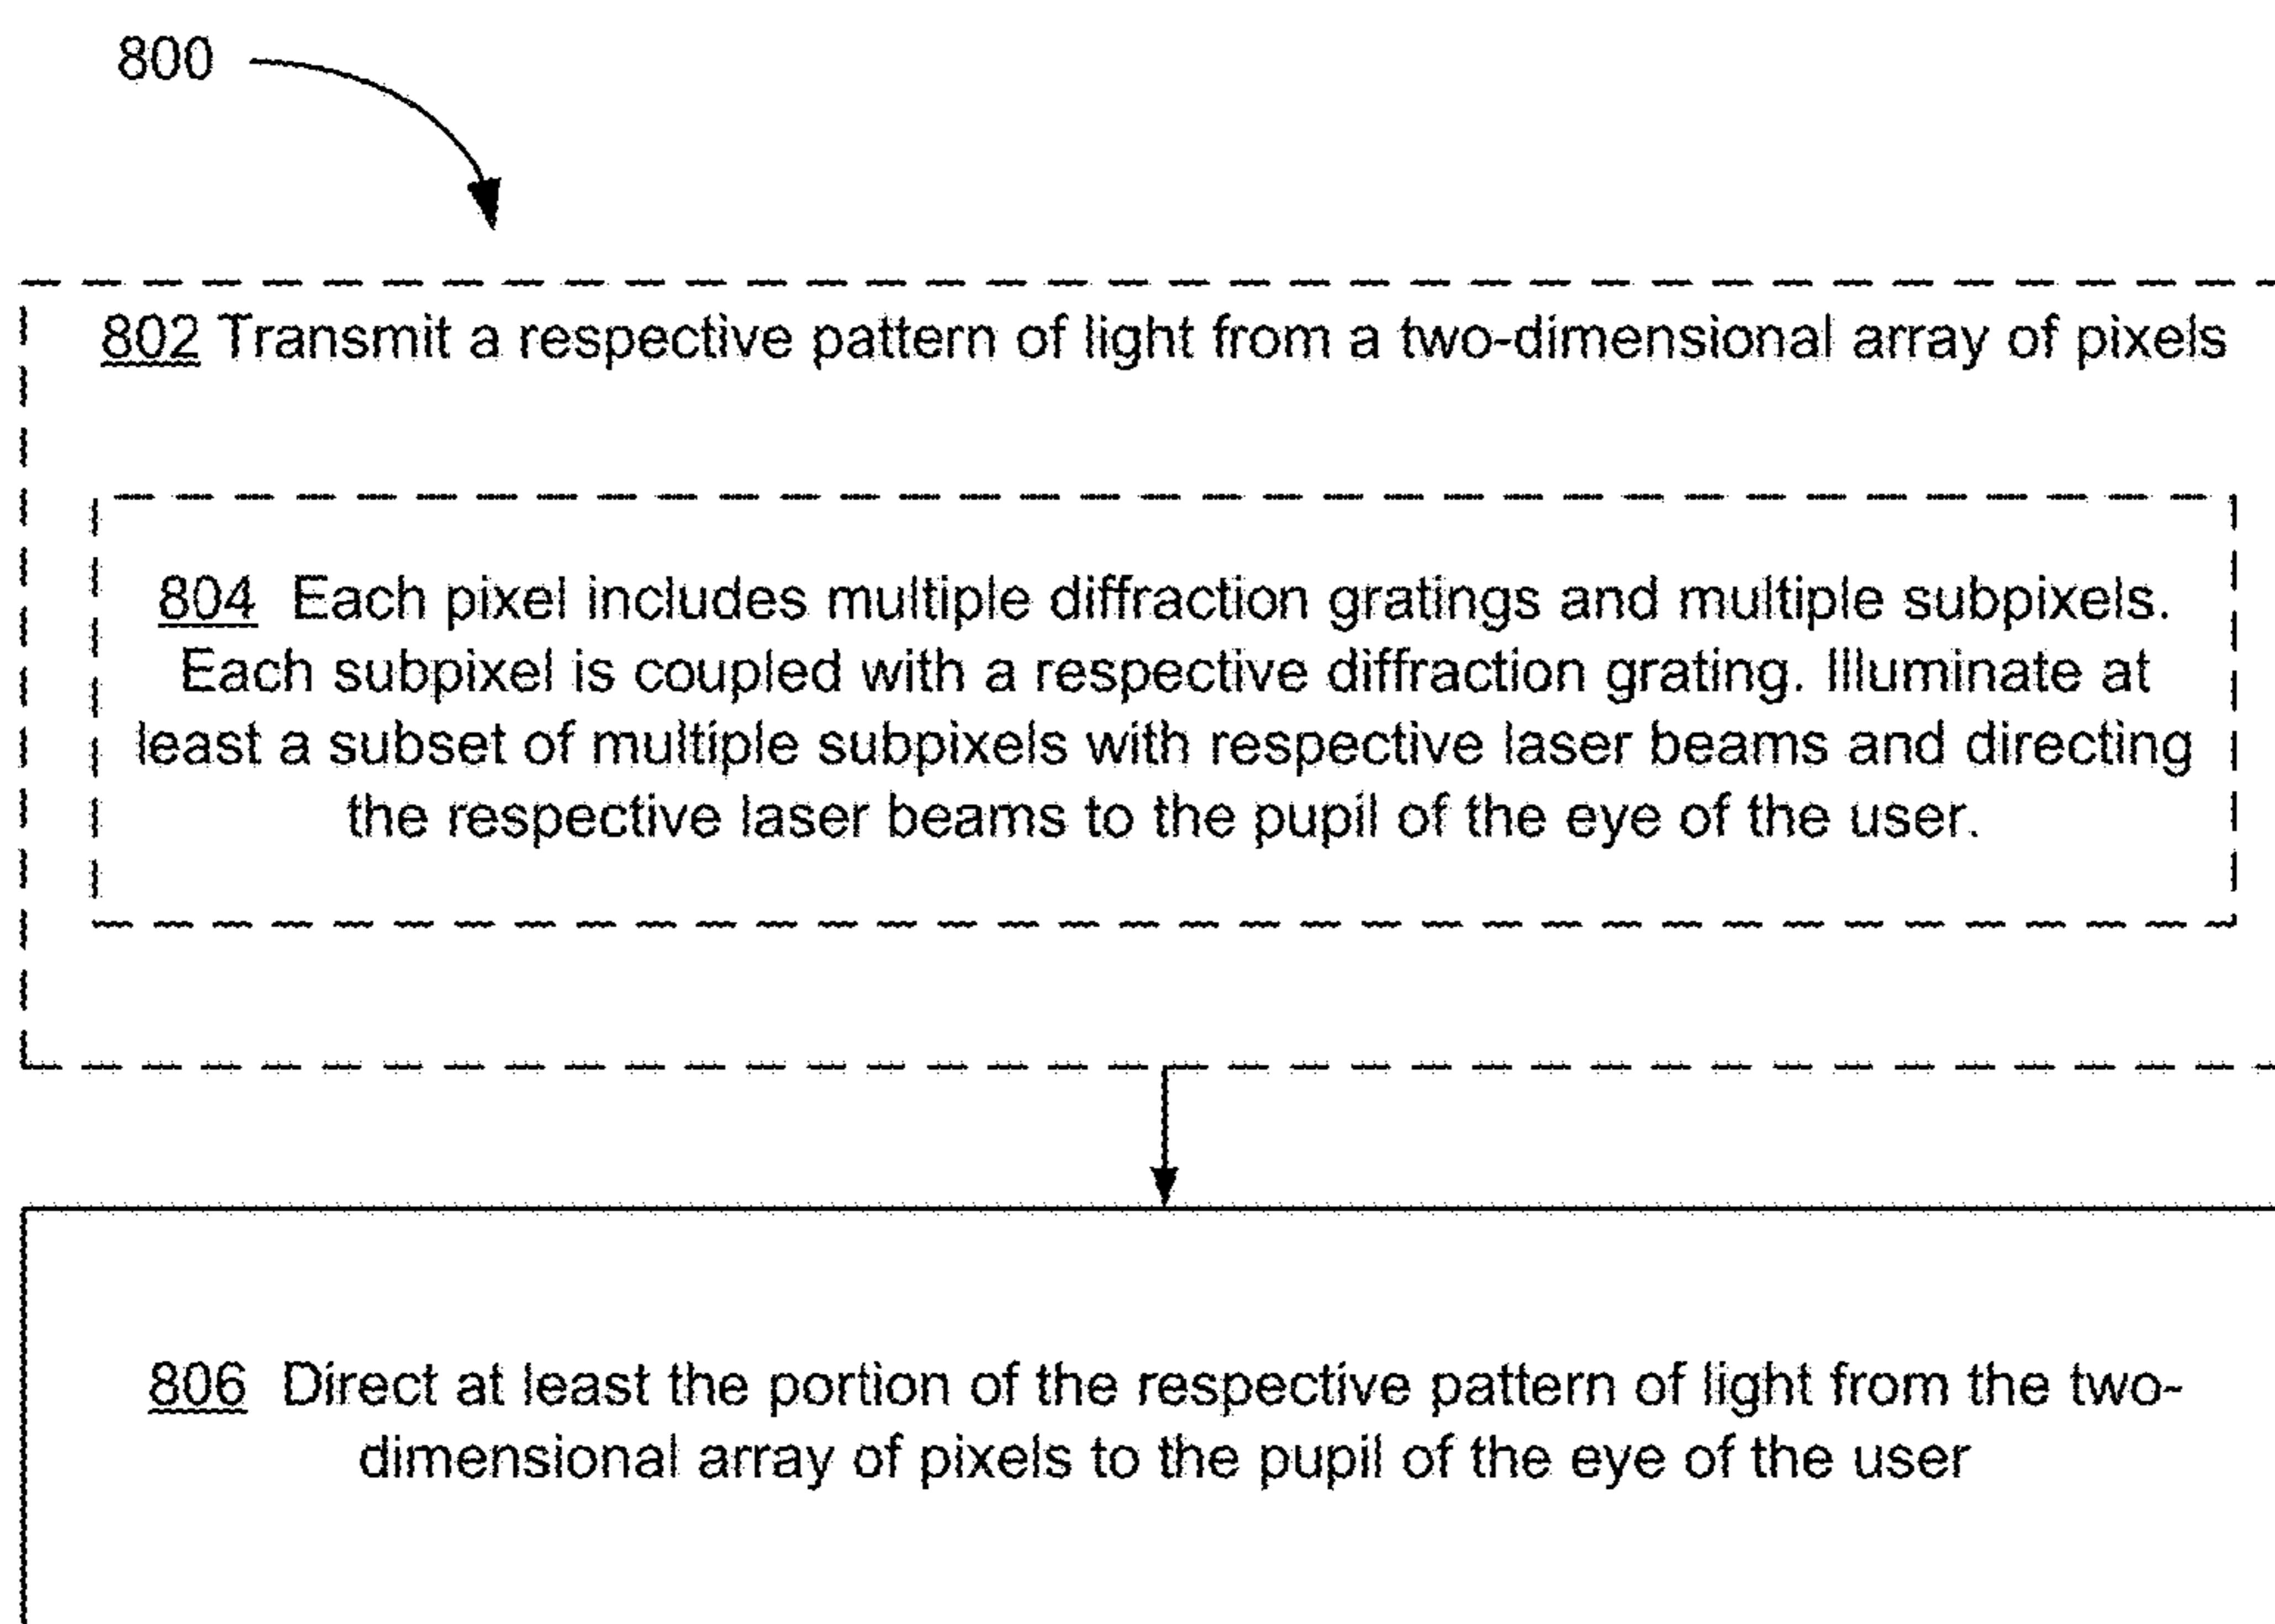 800
802 Transmit a respective pattern of light from a two-dimensional array of pixels
804 Each pixel includes multiple diffraction gratings and multiple subpixels.
Each subpixel is coupled with a respective diffraction grating. Illuminate at
least a subset of multiple subpixels with respective laser beams and directing
the respective laser beams to the pupil of the eye of the user.
806 Direct at least the portion of the respective pattern of light from the two-
dimensional array of pixels to the pupil of the eye of the user